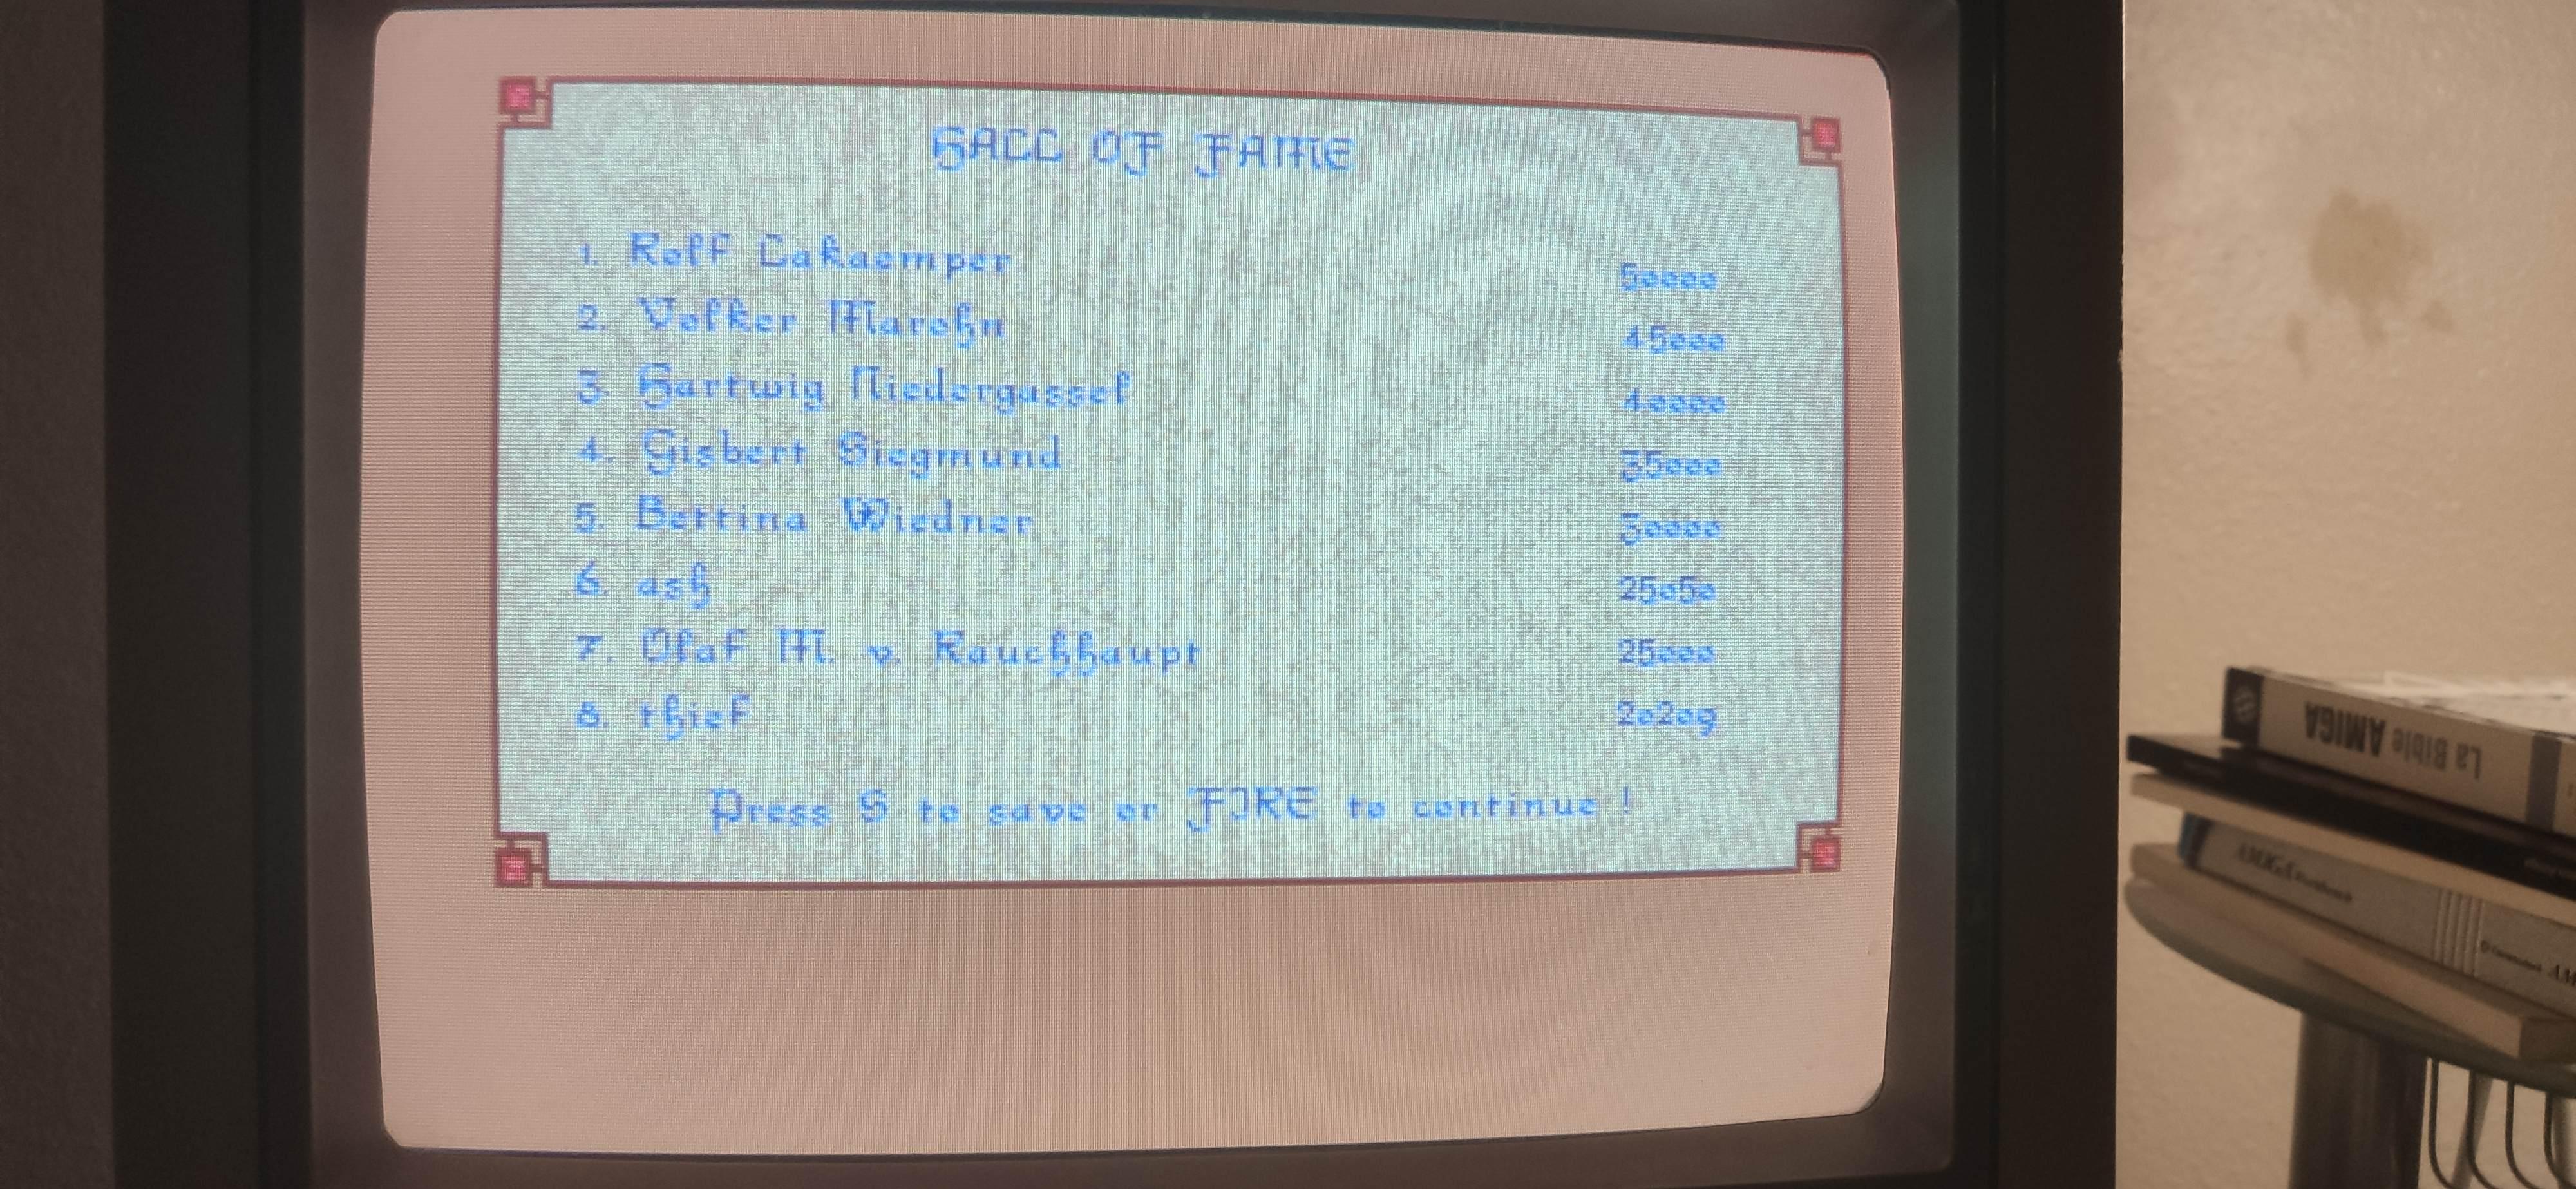 HALL OF FAME
1. Rolf Lakaemper 50000
2. Volker Marohn 45000
3. Hartwig Niedergassel 40000
4. Gisbert Siegmund 35000
5. Bettina Wiedner 30000
6. ash 25050
7. Olaf M. v. Rauchhaupt 25000
8. thief 20209
Press S to save or FIRE to continue !
La Bible AMIGA
AMIGA